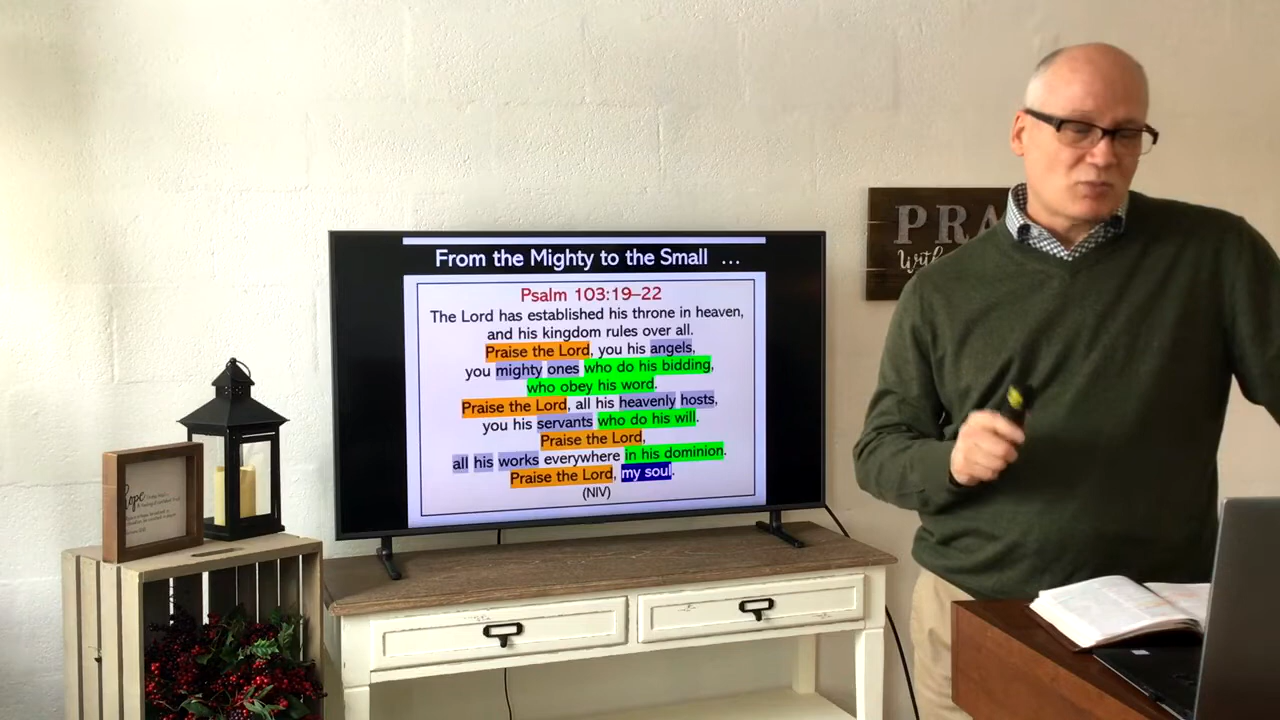 From the Mighty to the Small ...
Psalm 103:19–22
The Lord has established his throne in heaven,
and his kingdom rules over all.
Praise the Lord, you his angels,
you mighty ones who do his bidding,
who obey his word.
Praise the Lord, all his heavenly hosts,
you his servants who do his will.
Praise the Lord,
all his works everywhere in his dominion.
Praise the Lord, my soul.
(NIV)
PRA
With
hope